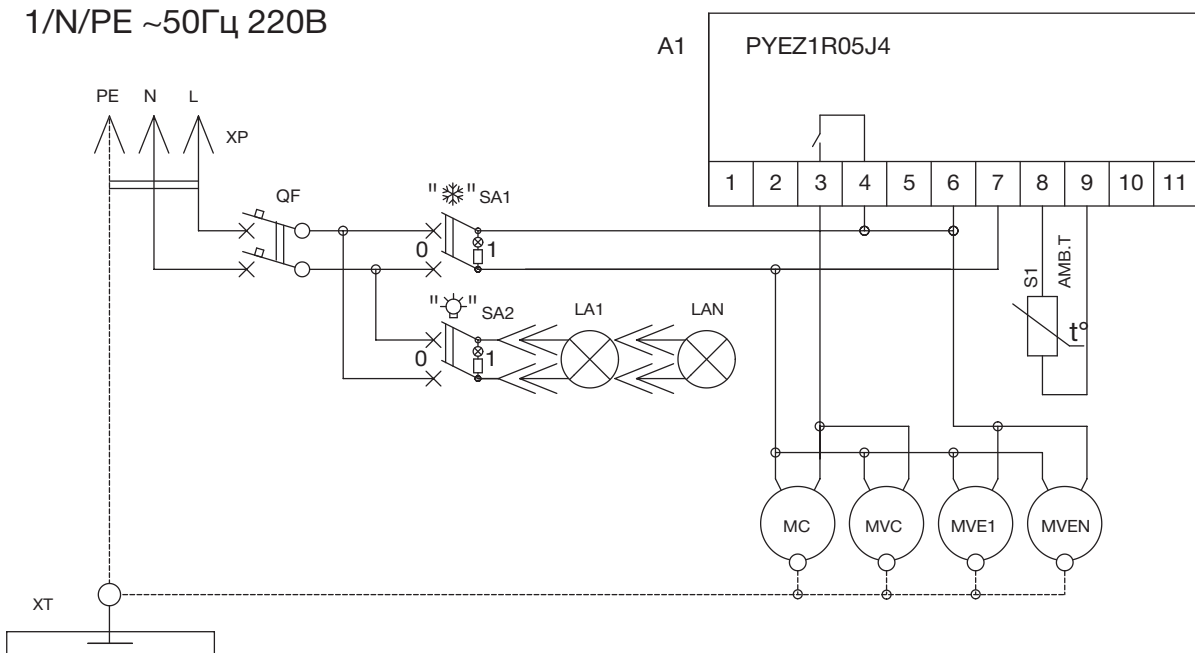 1/N/PE ~50Гц 220В
A1
PYEZ1R05J4
PE N L
XP
1 2 3 4 5 6 7 8 9 10 11
QF
" " SA1
0 1
S1
AMB.T
t°
" " SA2
0 1
LA1
LAN
MC
MVC
MVE1
MVEN
XT